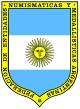 FEDERACION DE ENTIDADES NUMISMATICAS Y MEDALLISTICAS ARGENTINAS